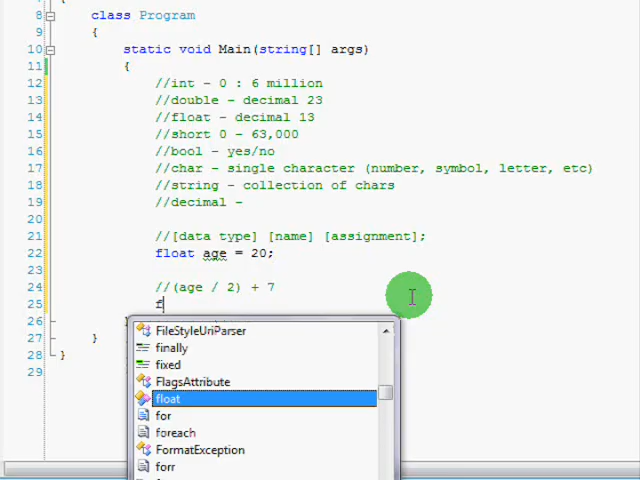 8 class Program
9 {
10 static void Main(string[] args)
11 {
12 //int - 0 : 6 million
13 //double - decimal 23
14 //float - decimal 13
15 //short 0 - 63,000
16 //bool - yes/no
17 //char - single character (number, symbol, letter, etc)
18 //string - collection of chars
19 //decimal -
20
21 //[data type] [name] [assignment];
22 float age = 20;
23
24 //(age / 2) + 7
25 f
26
27 }
28 }
29
FileStyleUriParser
finally
fixed
FlagsAttribute
float
for
foreach
FormatException
forr